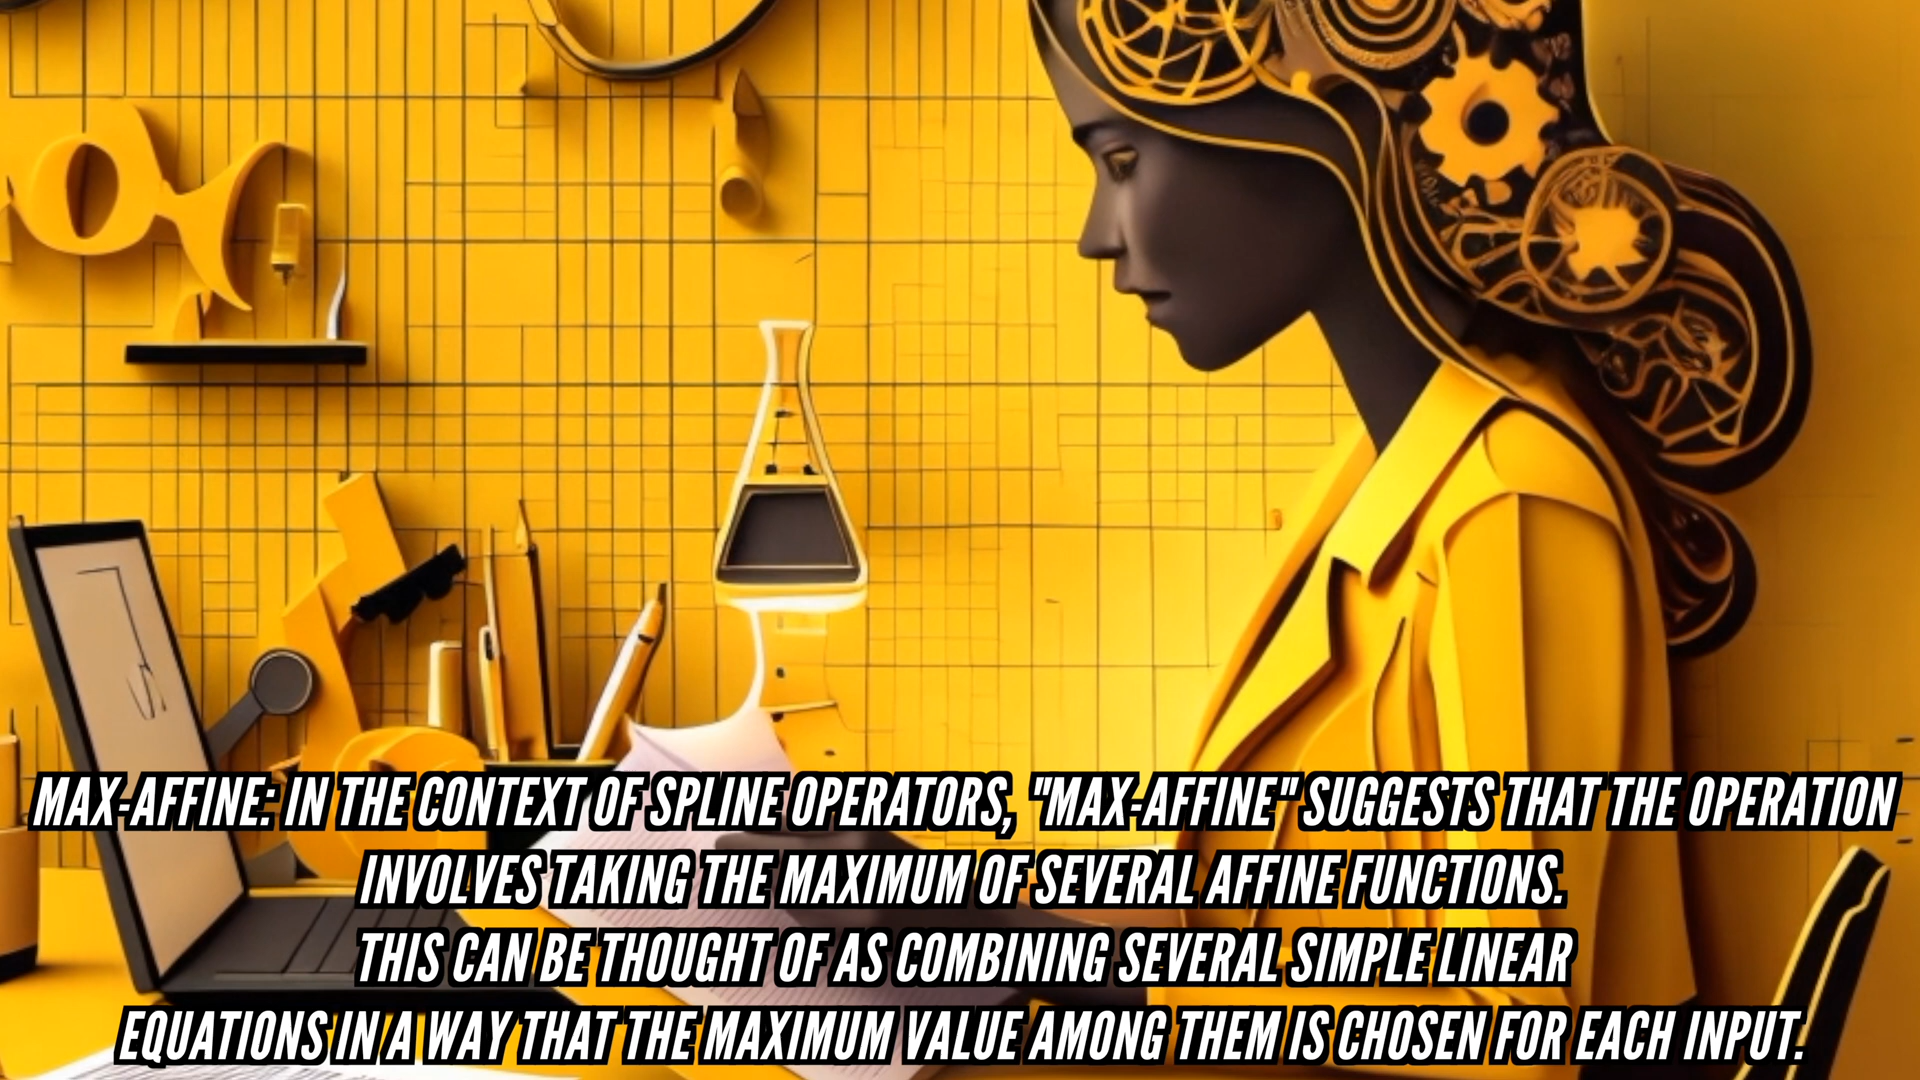 MAX-AFFINE: IN THE CONTEXT OF SPLINE OPERATORS, "MAX-AFFINE" SUGGESTS THAT THE OPERATION
INVOLVES TAKING THE MAXIMUM OF SEVERAL AFFINE FUNCTIONS.
THIS CAN BE THOUGHT OF AS COMBINING SEVERAL SIMPLE LINEAR
EQUATIONS IN A WAY THAT THE MAXIMUM VALUE AMONG THEM IS CHOSEN FOR EACH INPUT.